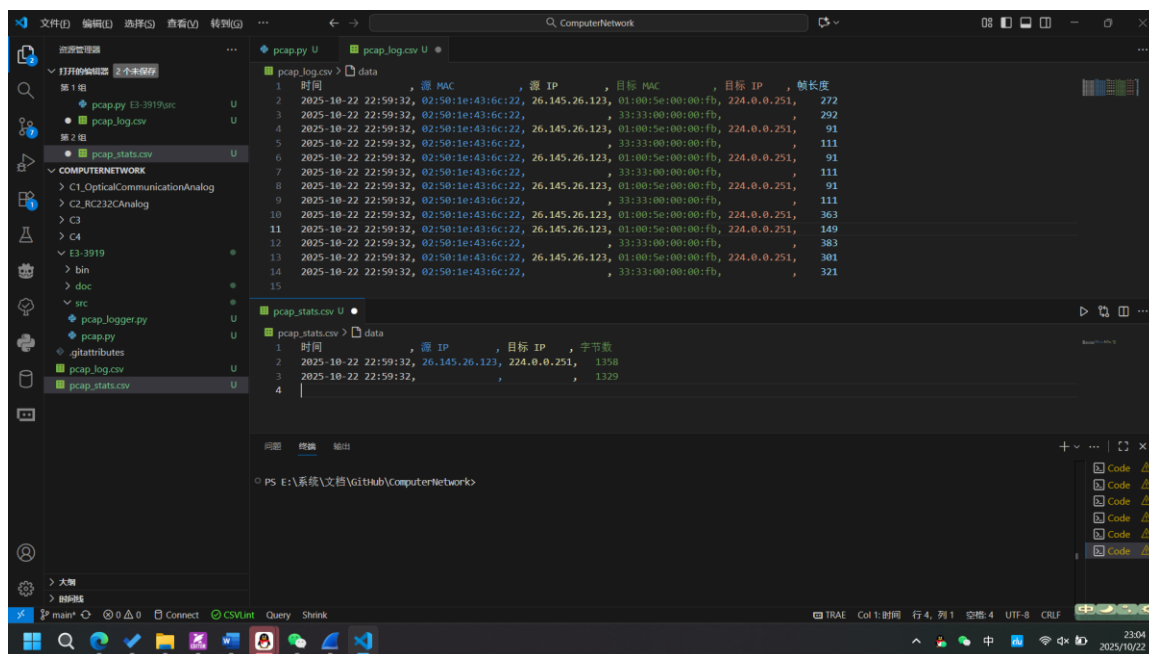 文件(F) 编辑(E) 选择(S) 查看(V) 转到(G) ··· ComputerNetwork
资源管理器 ···
打开的编辑器 2 个未保存
第 1 组
pcap.py E3-3919\src U
pcap_log.csv U
第 2 组
pcap_stats.csv U
COMPUTERNETWORK
C1_OpticalCommunicationAnalog
C2_RC232CAnalog
C3
C4
E3-3919
bin
doc
src
pcap_logger.py U
pcap.py U
.gitattributes
pcap_log.csv U
pcap_stats.csv U
大纲
时间线
pcap.py U pcap_log.csv U
pcap_log.csv > data
1 时间 , 源 MAC , 源 IP , 目标 MAC , 目标 IP , 帧长度
2 2025-10-22 22:59:32, 02:50:1e:43:6c:22, 26.145.26.123, 01:00:5e:00:00:fb, 224.0.0.251, 272
3 2025-10-22 22:59:32, 02:50:1e:43:6c:22, , 33:33:00:00:00:fb, , 292
4 2025-10-22 22:59:32, 02:50:1e:43:6c:22, 26.145.26.123, 01:00:5e:00:00:fb, 224.0.0.251, 91
5 2025-10-22 22:59:32, 02:50:1e:43:6c:22, , 33:33:00:00:00:fb, , 111
6 2025-10-22 22:59:32, 02:50:1e:43:6c:22, 26.145.26.123, 01:00:5e:00:00:fb, 224.0.0.251, 91
7 2025-10-22 22:59:32, 02:50:1e:43:6c:22, , 33:33:00:00:00:fb, , 111
8 2025-10-22 22:59:32, 02:50:1e:43:6c:22, 26.145.26.123, 01:00:5e:00:00:fb, 224.0.0.251, 91
9 2025-10-22 22:59:32, 02:50:1e:43:6c:22, , 33:33:00:00:00:fb, , 111
10 2025-10-22 22:59:32, 02:50:1e:43:6c:22, 26.145.26.123, 01:00:5e:00:00:fb, 224.0.0.251, 363
11 2025-10-22 22:59:32, 02:50:1e:43:6c:22, 26.145.26.123, 01:00:5e:00:00:fb, 224.0.0.251, 149
12 2025-10-22 22:59:32, 02:50:1e:43:6c:22, , 33:33:00:00:00:fb, , 383
13 2025-10-22 22:59:32, 02:50:1e:43:6c:22, 26.145.26.123, 01:00:5e:00:00:fb, 224.0.0.251, 301
14 2025-10-22 22:59:32, 02:50:1e:43:6c:22, , 33:33:00:00:00:fb, , 321
15
pcap_stats.csv U
pcap_stats.csv > data
1 时间 , 源 IP , 目标 IP , 字节数
2 2025-10-22 22:59:32, 26.145.26.123, 224.0.0.251, 1358
3 2025-10-22 22:59:32, , , 1329
4
问题 终端 输出
PS E:\系统\文档\GitHub\ComputerNetwork>
Code
Code
Code
Code
Code
Code
main* 0 0 Connect CSVLint Query Shrink TRAE Col 1: 时间 行 4, 列 1 空格: 4 UTF-8 CRLF 中
中 du 23:04
2025/10/22